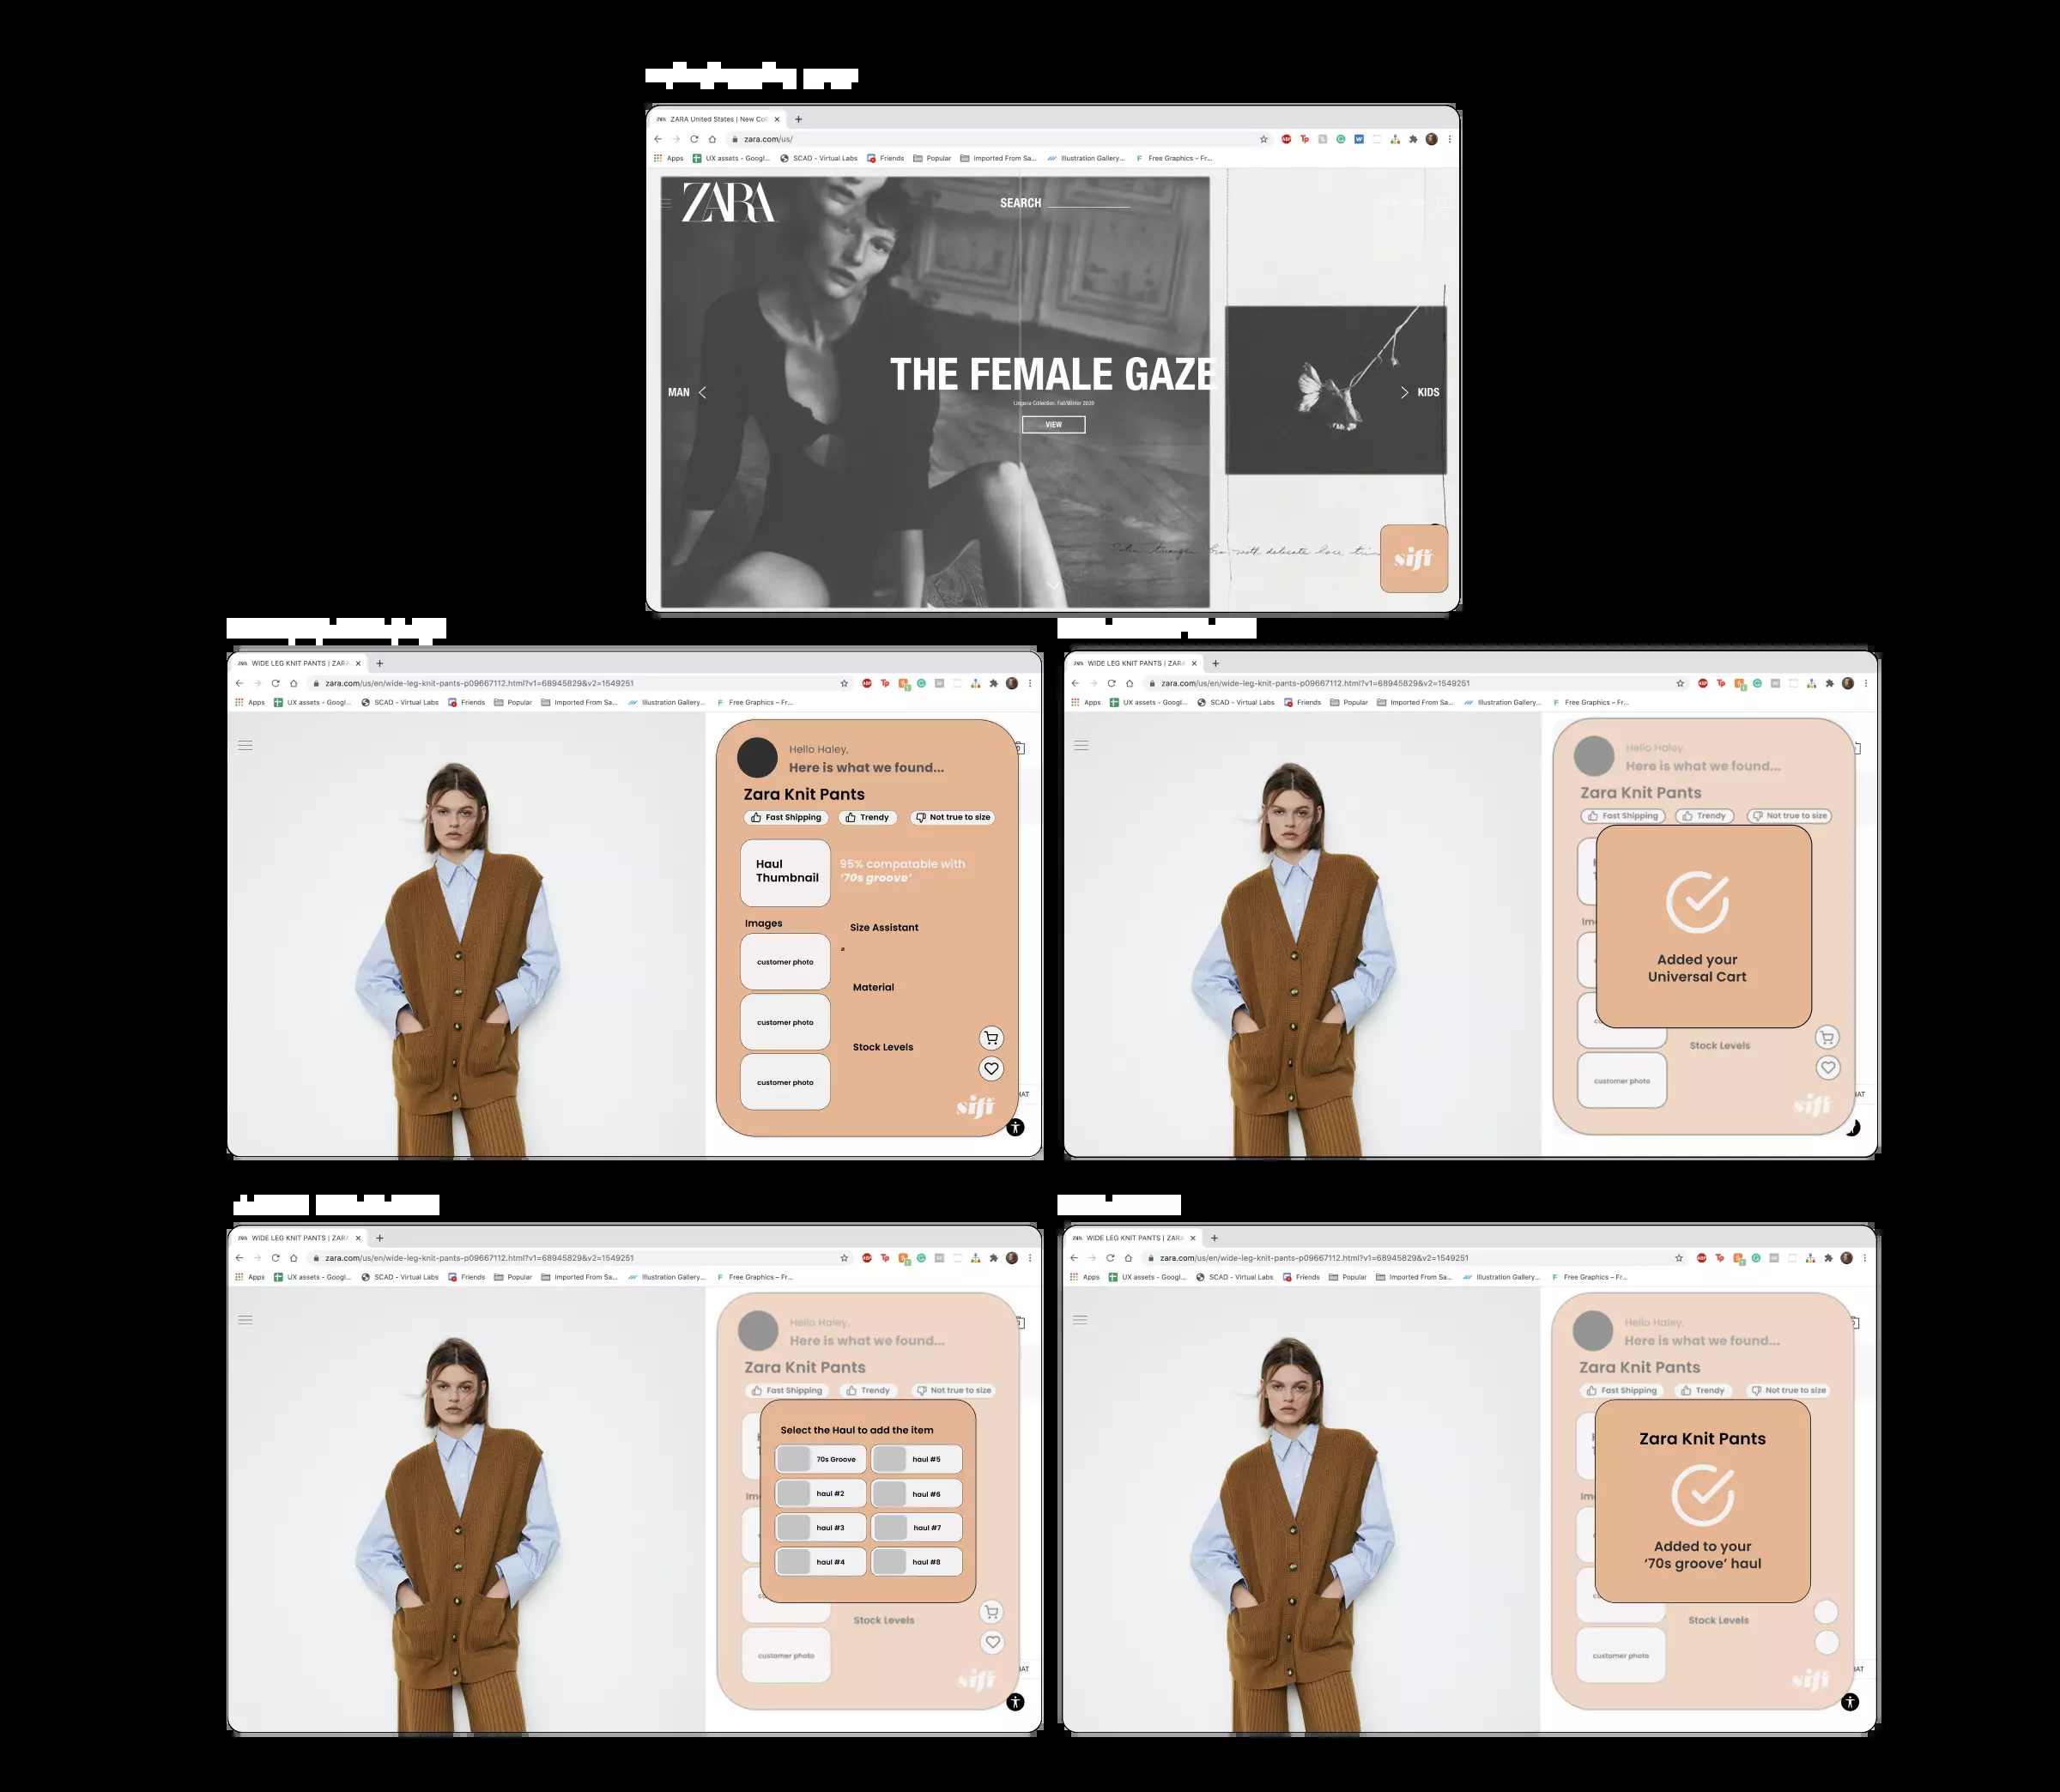 ZARA United States | New Col
zara.com/us/
Apps UX assets - Googl... SCAD - Virtual Labs Friends Popular Imported From Sa... Illustration Gallery... Free Graphics – Fr...
ZARA SEARCH
THE FEMALE GAZE
MAN KIDS
Lingerie Collection. Fall/Winter 2020
VIEW
delicate lace trim
sift
WIDE LEG KNIT PANTS | ZARA
zara.com/us/en/wide-leg-knit-pants-p09667112.html?v1=68945829&v2=1549251
Apps UX assets - Googl... SCAD - Virtual Labs Friends Popular Imported From Sa... Illustration Gallery... Free Graphics – Fr...
Hello Haley,
Here is what we found...
Zara Knit Pants
Fast Shipping Trendy Not true to size
Haul
Thumbnail
95% compatable with
‘70s groove’
Images
Size Assistant
customer photo
Material
customer photo
Stock Levels
customer photo
sift
HAT
WIDE LEG KNIT PANTS | ZARA
zara.com/us/en/wide-leg-knit-pants-p09667112.html?v1=68945829&v2=1549251
Apps UX assets - Googl... SCAD - Virtual Labs Friends Popular Imported From Sa... Illustration Gallery... Free Graphics – Fr...
Hello Haley,
Here is what we found...
Zara Knit Pants
Fast Shipping Trendy Not true to size
Added your
Universal Cart
Stock Levels
customer photo
sift
HAT
WIDE LEG KNIT PANTS | ZARA
zara.com/us/en/wide-leg-knit-pants-p09667112.html?v1=68945829&v2=1549251
Apps UX assets - Googl... SCAD - Virtual Labs Friends Popular Imported From Sa... Illustration Gallery... Free Graphics – Fr...
Hello Haley,
Here is what we found...
Zara Knit Pants
Fast Shipping Trendy Not true to size
Select the Haul to add the item
70s Groove haul #5
haul #2 haul #6
haul #3 haul #7
haul #4 haul #8
Stock Levels
customer photo
sift
HAT
WIDE LEG KNIT PANTS | ZARA
zara.com/us/en/wide-leg-knit-pants-p09667112.html?v1=68945829&v2=1549251
Apps UX assets - Googl... SCAD - Virtual Labs Friends Popular Imported From Sa... Illustration Gallery... Free Graphics – Fr...
Hello Haley,
Here is what we found...
Zara Knit Pants
Fast Shipping Trendy Not true to size
Zara Knit Pants
Added to your
‘70s groove’ haul
Stock Levels
customer photo
sift
HAT